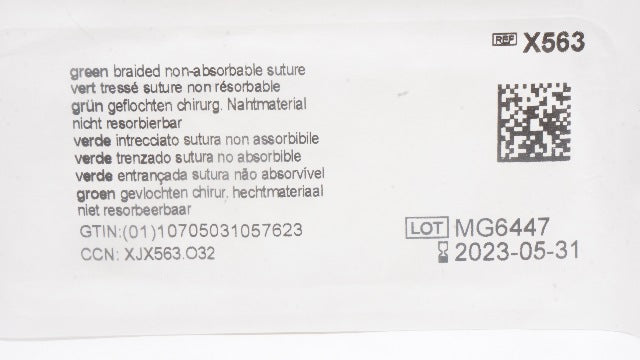 REF X563
green braided non-absorbable suture
vert tressé suture non résorbable
grün geflochten chirurg. Nahtmaterial
nicht resorbierbar
verde intrecciato sutura non assorbibile
verde trenzado sutura no absorbible
verde entrançada sutura não absorvível
groen gevlochten chirur. hechtmateriaal
niet resorbeerbaar
GTIN:(01)10705031057623
CCN: XJX563.O32
LOT MG6447
2023-05-31